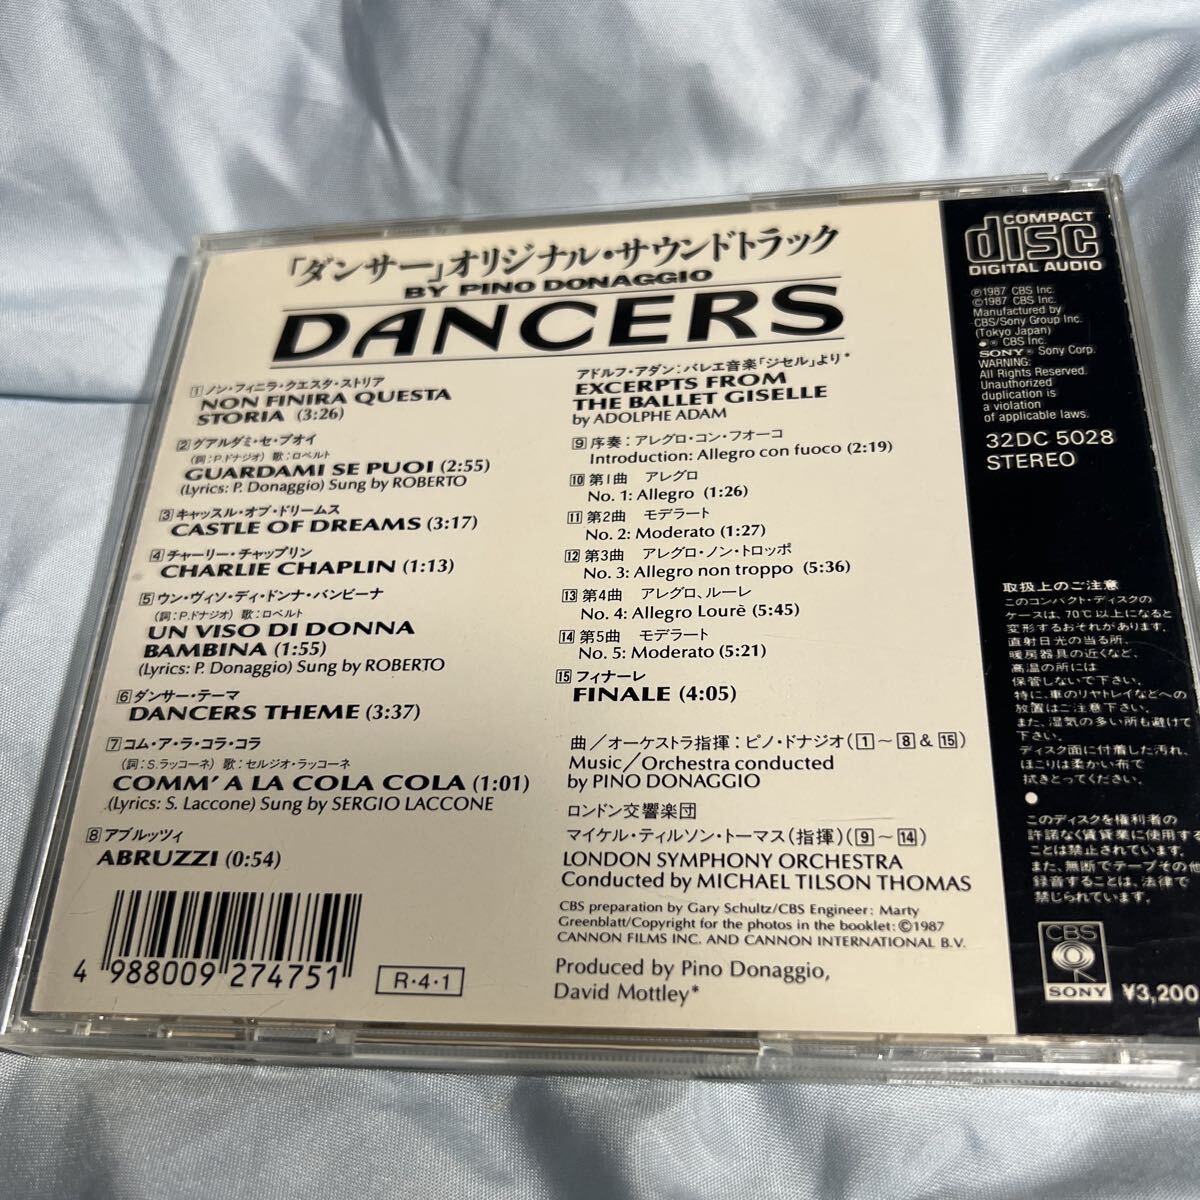 「ダンサー」オリジナル・サウンドトラック
BY PINO DONAGGIO
DANCERS
1 ノン・フィニラ・クエスタ・ストリア
NON FINIRA QUESTA
STORIA (3:26)
2 グアルダミ・セ・プオイ
(詞:P.ドナジオ) 歌:ロベルト
GUARDAMI SE PUOI (2:55)
(Lyrics: P. Donaggio) Sung by ROBERTO
3 キャッスル・オブ・ドリームス
CASTLE OF DREAMS (3:17)
4 チャーリー・チャップリン
CHARLIE CHAPLIN (1:13)
5 ウン・ヴィソ・ディ・ドンナ・バンビーナ
(詞:P.ドナジオ) 歌:ロベルト
UN VISO DI DONNA
BAMBINA (1:55)
(Lyrics: P. Donaggio) Sung by ROBERTO
6 ダンサー・テーマ
DANCERS THEME (3:37)
7 コム・ア・ラ・コラ・コラ
(詞:S.ラッコーネ) 歌:セルジオ・ラッコーネ
COMM' A LA COLA COLA (1:01)
(Lyrics: S. Laccone) Sung by SERGIO LACCONE
8 アブルッツィ
ABRUZZI (0:54)
4 988009 274751
R・4・1
アドルフ・アダン:バレエ音楽「ジゼル」より*
EXCERPTS FROM
THE BALLET GISELLE
by ADOLPHE ADAM
9 序奏:アレグロ・コン・フオーコ
Introduction: Allegro con fuoco (2:19)
10 第1曲 アレグロ
No. 1: Allegro (1:26)
11 第2曲 モデラート
No. 2: Moderato (1:27)
12 第3曲 アレグロ・ノン・トロッポ
No. 3: Allegro non troppo (5:36)
13 第4曲 アレグロ、ルーレ
No. 4: Allegro Lourè (5:45)
14 第5曲 モデラート
No. 5: Moderato (5:21)
15 フィナーレ
FINALE (4:05)
曲/オーケストラ指揮:ピノ・ドナジオ(1~8&15)
Music/Orchestra conducted
by PINO DONAGGIO
ロンドン交響楽団
マイケル・ティルソン・トーマス(指揮)(9~14)
LONDON SYMPHONY ORCHESTRA
Conducted by MICHAEL TILSON THOMAS
CBS preparation by Gary Schultz/CBS Engineer: Marty
Greenblatt/Copyright for the photos in the booklet: ©1987
CANNON FILMS INC. AND CANNON INTERNATIONAL B.V.
Produced by Pino Donaggio,
David Mottley*
COMPACT
disc
DIGITAL AUDIO
℗1987 CBS Inc.
©1987 CBS Inc.
Manufactured by
CBS/Sony Group Inc.
(Tokyo Japan)
® CBS Inc.
SONY ® Sony Corp.
WARNING:
All Rights Reserved.
Unauthorized
duplication is
a violation
of applicable laws.
32DC 5028
STEREO
取扱上のご注意
このコンパクト・ディスクの
ケースは、70℃以上になると
変形するおそれがあります。
直射日光の当る所、
暖房器具の近くなど、
高温の所には
保管しないで下さい。
特に、車のリヤトレイなどへの
放置はご注意下さい。
また、湿気の多い所も避けて
下さい。
ディスク面に付着した汚れ、
ほこりは柔かい布で
拭きとってください。
このディスクを権利者の
許諾なく賃貸業に使用する
ことは禁止されています。
また、無断でテープその他
録音することは、法律で
禁じられています。
CBS
SONY
¥3,200